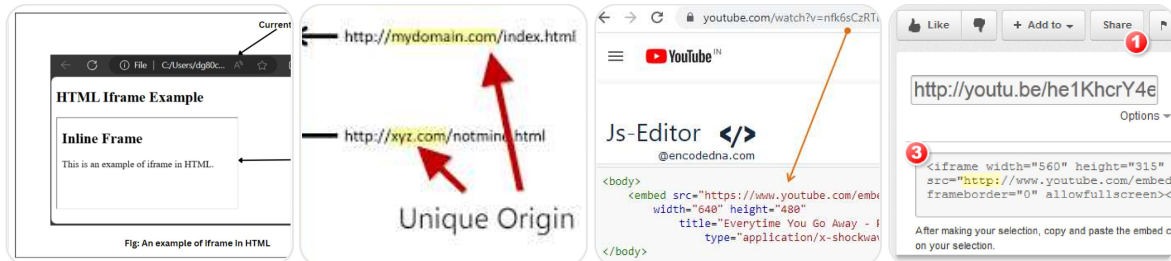 Current
File | C:/Users/dg80c...
HTML Iframe Example
Inline Frame
This is an example of iframe in HTML.
Fig: An example of Iframe in HTML
http://mydomain.com/index.html
http://xyz.com/notmine.html
Unique Origin
youtube.com/watch?v=nfk6sCzRTL
YouTube IN
Js-Editor </>
@encodedna.com
<body>
<embed src="https://www.youtube.com/embe
width="640" height="480"
title="Everytime You Go Away - P
type="application/x-shockwav
</body>
Like + Add to Share
1
http://youtu.be/he1KhcrY4e
Options
3
<iframe width="560" height="315"
src="http://www.youtube.com/embed
frameborder="0" allowfullscreen><
After making your selection, copy and paste the embed c
on your selection.